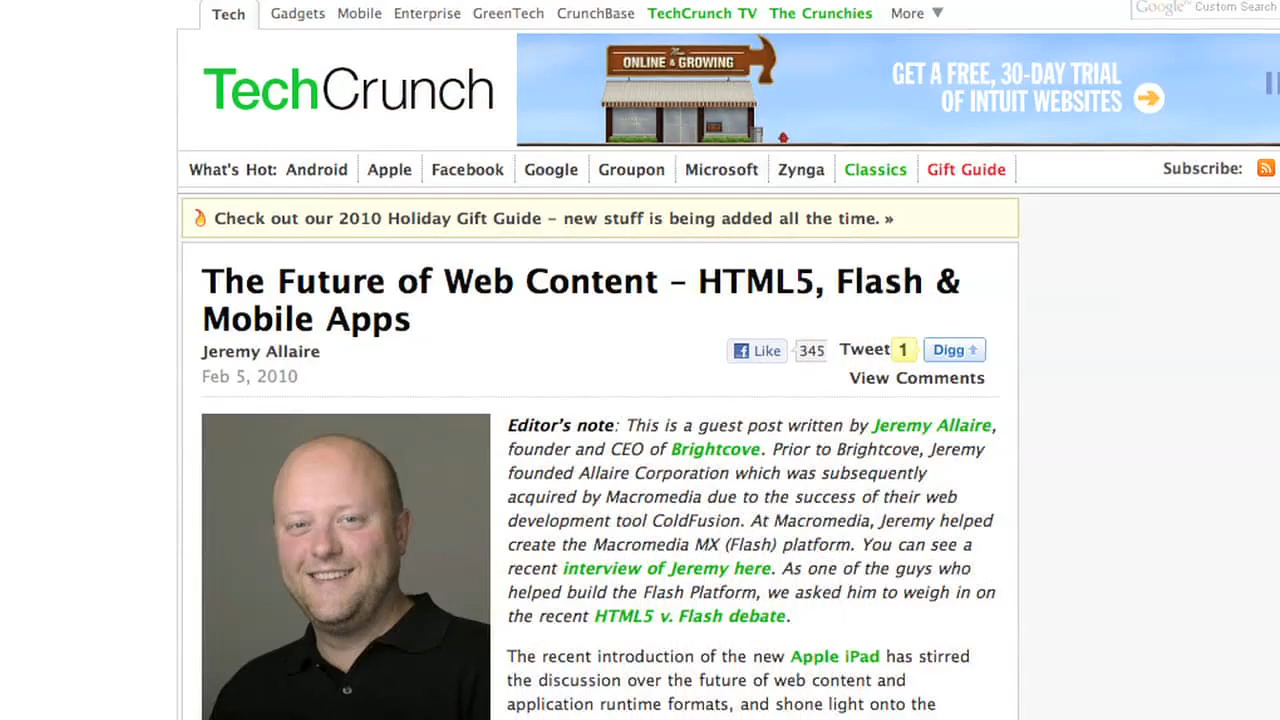 Tech Gadgets Mobile Enterprise GreenTech CrunchBase TechCrunch TV The Crunchies More ▼ Google™ Custom Search
TechCrunch
The ONLINE & GROWING
GET A FREE, 30-DAY TRIAL
OF INTUIT WEBSITES
What's Hot: Android Apple Facebook Google Groupon Microsoft Zynga Classics Gift Guide Subscribe:
Check out our 2010 Holiday Gift Guide – new stuff is being added all the time. »
The Future of Web Content – HTML5, Flash &
Mobile Apps
Jeremy Allaire
Like 345 Tweet 1 Digg
Feb 5, 2010
View Comments
Editor's note: This is a guest post written by Jeremy Allaire,
founder and CEO of Brightcove. Prior to Brightcove, Jeremy
founded Allaire Corporation which was subsequently
acquired by Macromedia due to the success of their web
development tool ColdFusion. At Macromedia, Jeremy helped
create the Macromedia MX (Flash) platform. You can see a
recent interview of Jeremy here. As one of the guys who
helped build the Flash Platform, we asked him to weigh in on
the recent HTML5 v. Flash debate.
The recent introduction of the new Apple iPad has stirred
the discussion over the future of web content and
application runtime formats, and shone light onto the